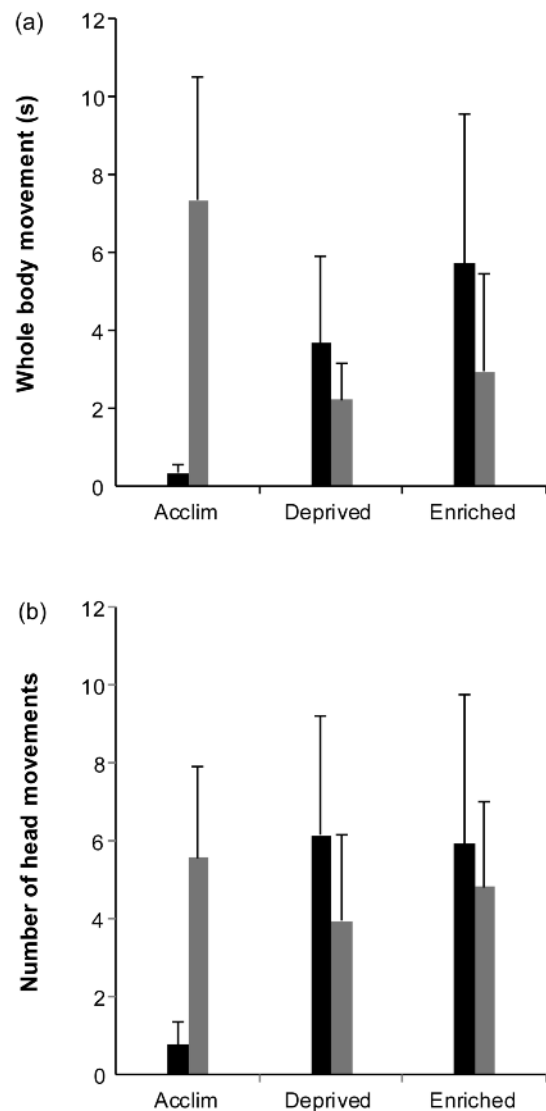 (a)
Whole body movement (s)
12
10
8
6
4
2
0
Acclim Deprived Enriched
(b)
Number of head movements
12
10
8
6
4
2
0
Acclim Deprived Enriched